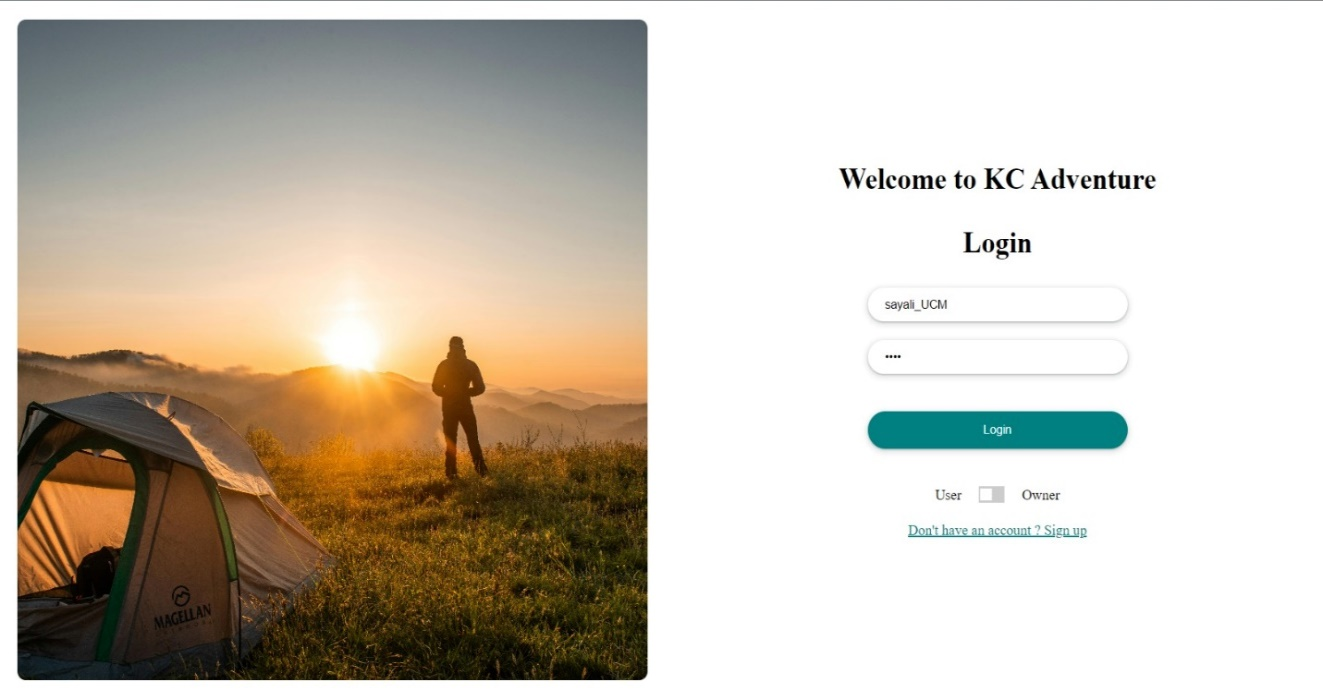 Welcome to KC Adventure
Login
sayali_UCM
••••
Login
User Owner
Don't have an account ? Sign up
MAGELLAN